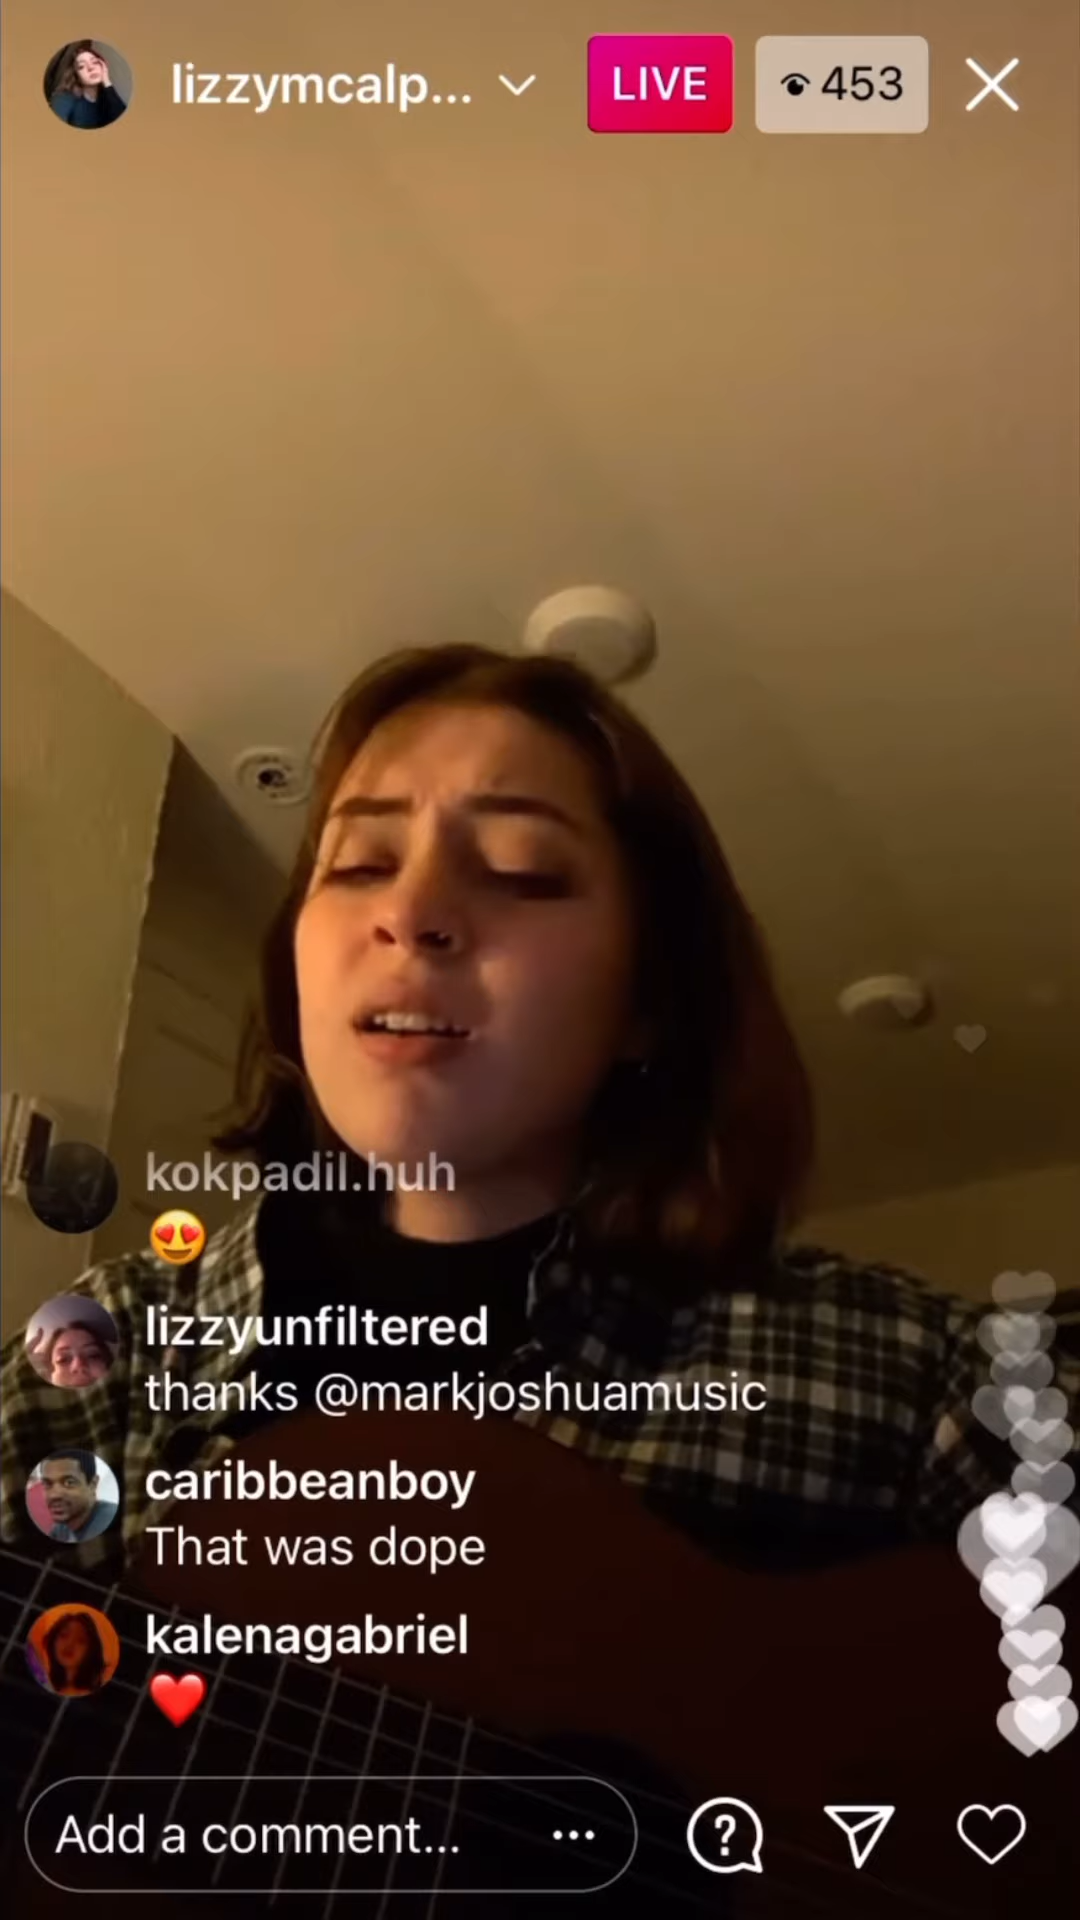 lizzymcalp...
LIVE
453
kokpadil.huh
😍
lizzyunfiltered
thanks @markjoshuamusic
caribbeanboy
That was dope
kalenagabriel
❤️
Add a comment...